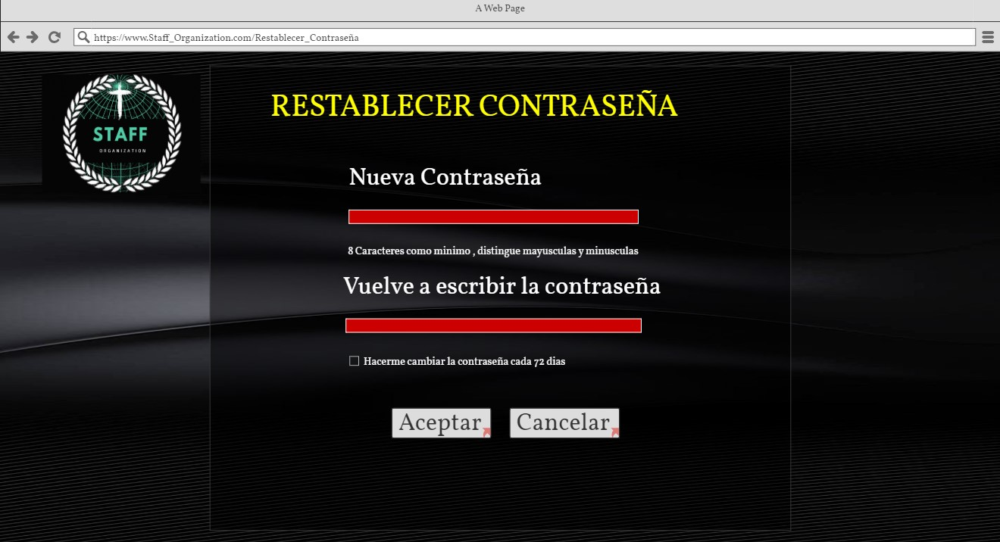 A Web Page
https://www.Staff_Organization.com/Restablecer_Contraseña
STAFF
ORGANIZATION
RESTABLECER CONTRASEÑA
Nueva Contraseña
8 Caracteres como minimo , distingue mayusculas y minusculas
Vuelve a escribir la contraseña
Hacerme cambiar la contraseña cada 72 dias
Aceptar Cancelar